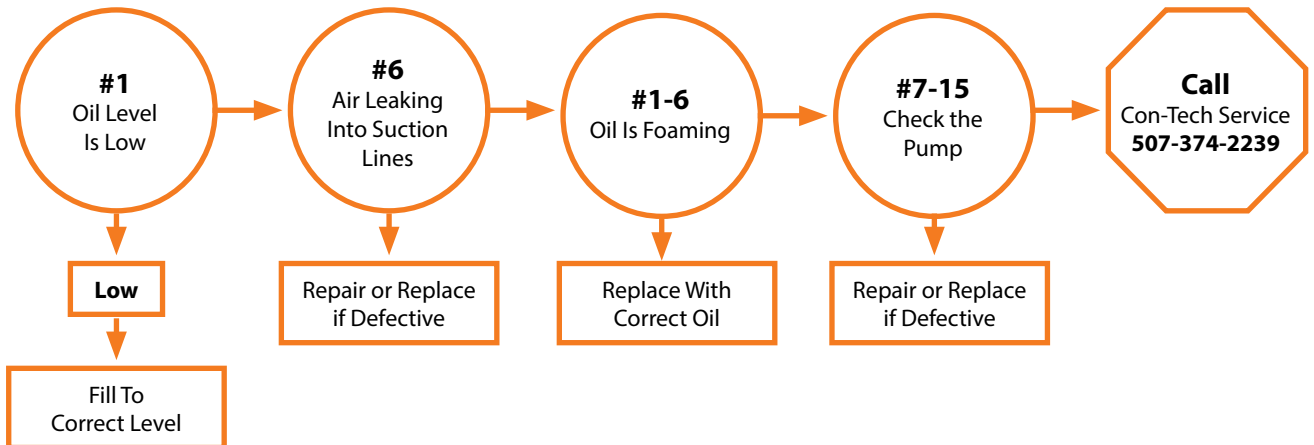 #1
Oil Level
Is Low
#6
Air Leaking
Into Suction
Lines
#1-6
Oil Is Foaming
#7-15
Check the
Pump
Call
Con-Tech Service
507-374-2239
Low
Fill To
Correct Level
Repair or Replace
if Defective
Replace With
Correct Oil
Repair or Replace
if Defective